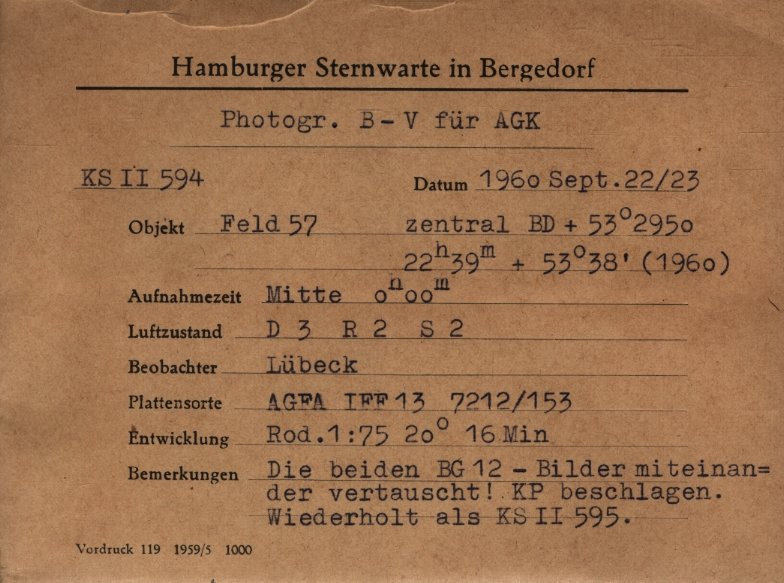 Hamburger Sternwarte in Bergedorf
Photogr. B-V für AGK
KS II 594 Datum 1960 Sept. 22/23
Objekt Feld 57 zentral BD + 53°2950
22h39m + 53°38' (1960)
Aufnahmezeit Mitte 0h00m
Luftzustand D 3 R 2 S 2
Beobachter Lübeck
Plattensorte AGFA IFF 13 7212/153
Entwicklung Rod. 1:75 20° 16 Min
Bemerkungen Die beiden BG 12 - Bilder miteinan=
der vertauscht! KP beschlagen.
Wiederholt als KS II 595.
Vordruck 119 1959/5 1000